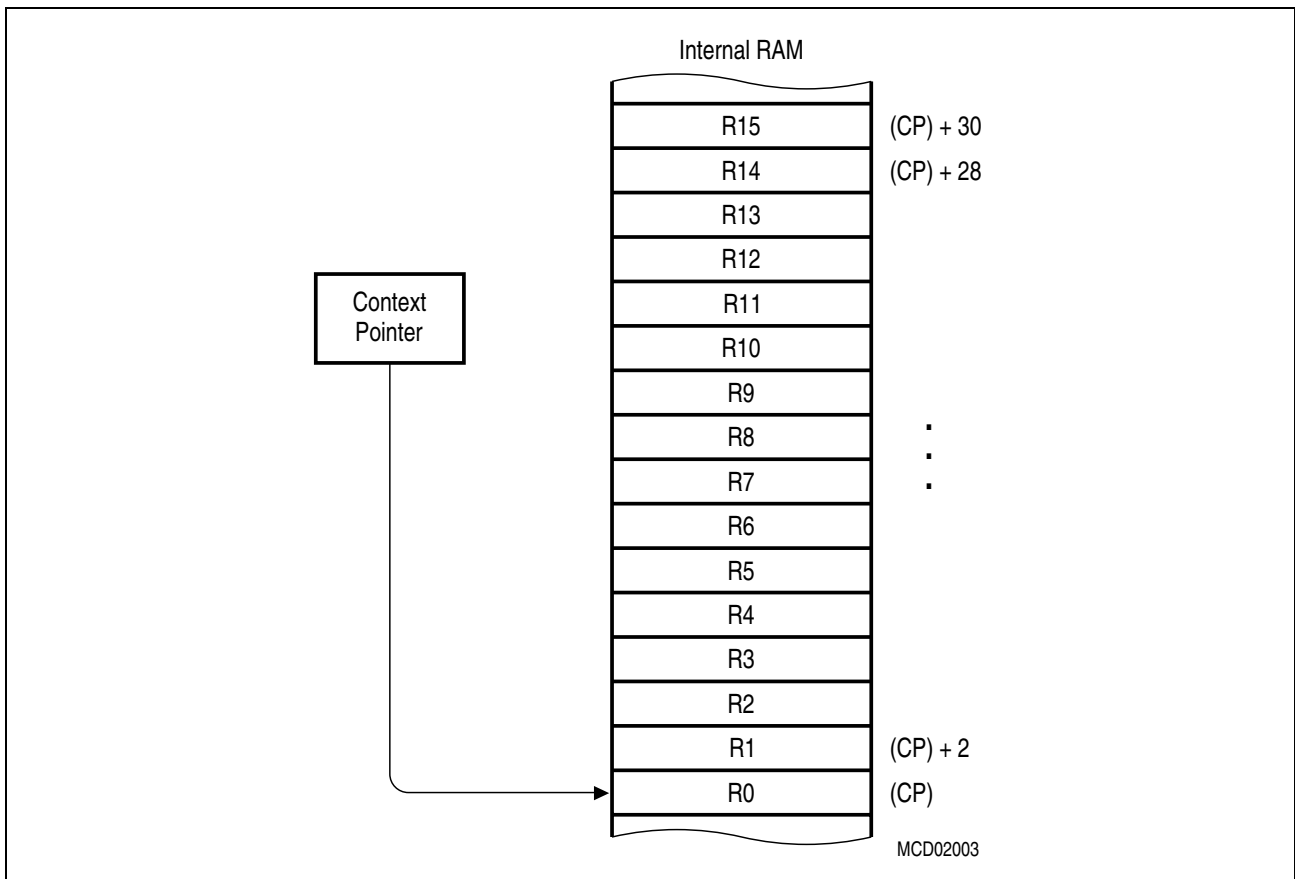 Internal RAM
R15 (CP) + 30
R14 (CP) + 28
R13
R12
Context
Pointer
R11
R10
R9
R8
R7
R6
R5
R4
R3
R2
R1 (CP) + 2
R0 (CP)
MCD02003